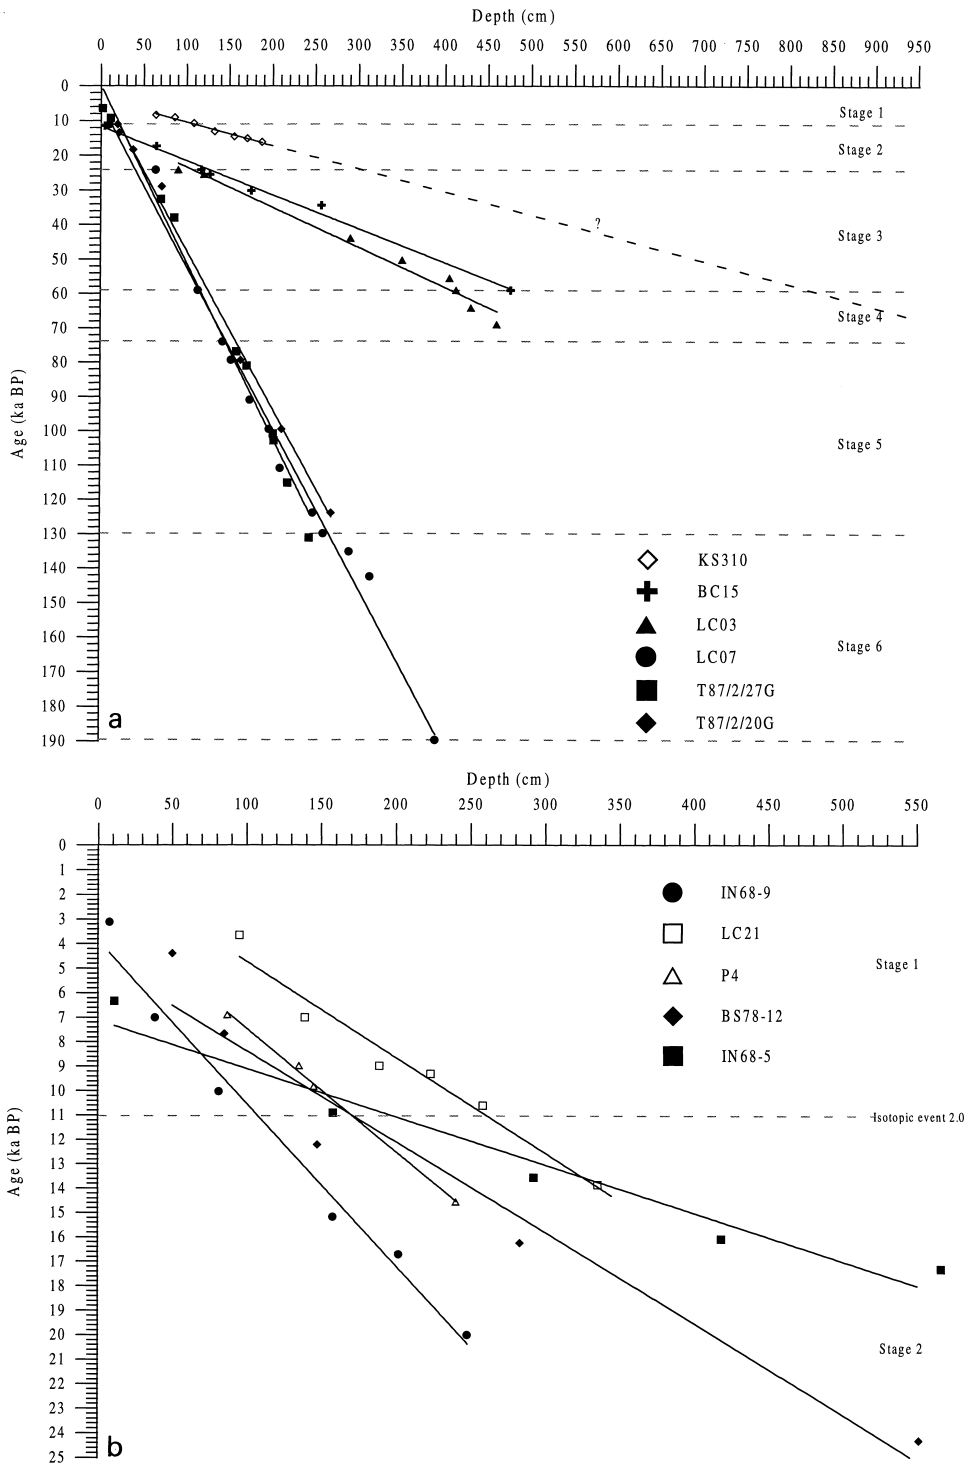 Depth (cm)
0 50 100 150 200 250 300 350 400 450 500 550 600 650 700 750 800 850 900 950
Age (ka BP)
0
10
20
30
40
50
60
70
80
90
100
110
120
130
140
150
160
170
180
190
Stage 1
Stage 2
?
Stage 3
Stage 4
Stage 5
Stage 6
KS310
BC15
LC03
LC07
T87/2/27G
T87/2/20G
a
Depth (cm)
0 50 100 150 200 250 300 350 400 450 500 550
Age (ka BP)
0
1
2
3
4
5
6
7
8
9
10
11
12
13
14
15
16
17
18
19
20
21
22
23
24
25
IN68-9
LC21
P4
BS78-12
IN68-5
Stage 1
Isotopic event 2.0
Stage 2
b